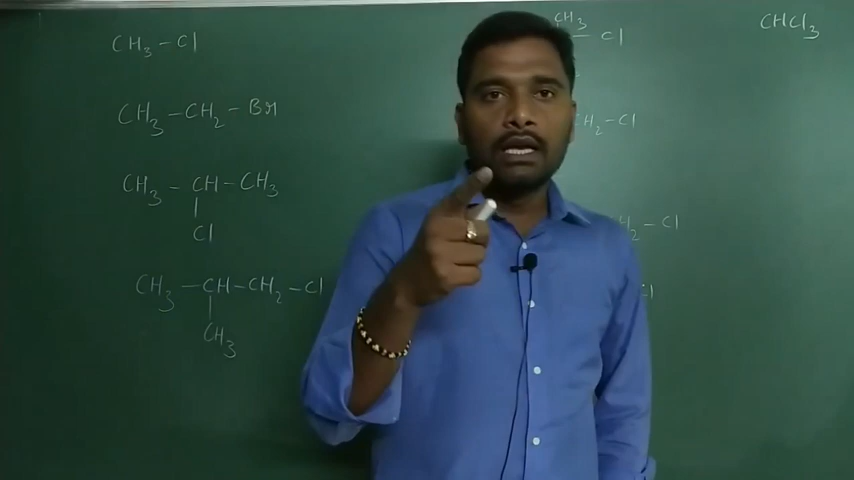 CH3 - Cl
CH3 - CH2 - Br
CH3 - CH - CH3
|
Cl
CH3 - CH - CH2 - Cl
|
CH3
CH3
- Cl
H2 - Cl
H2 - Cl
Cl
CHCl3